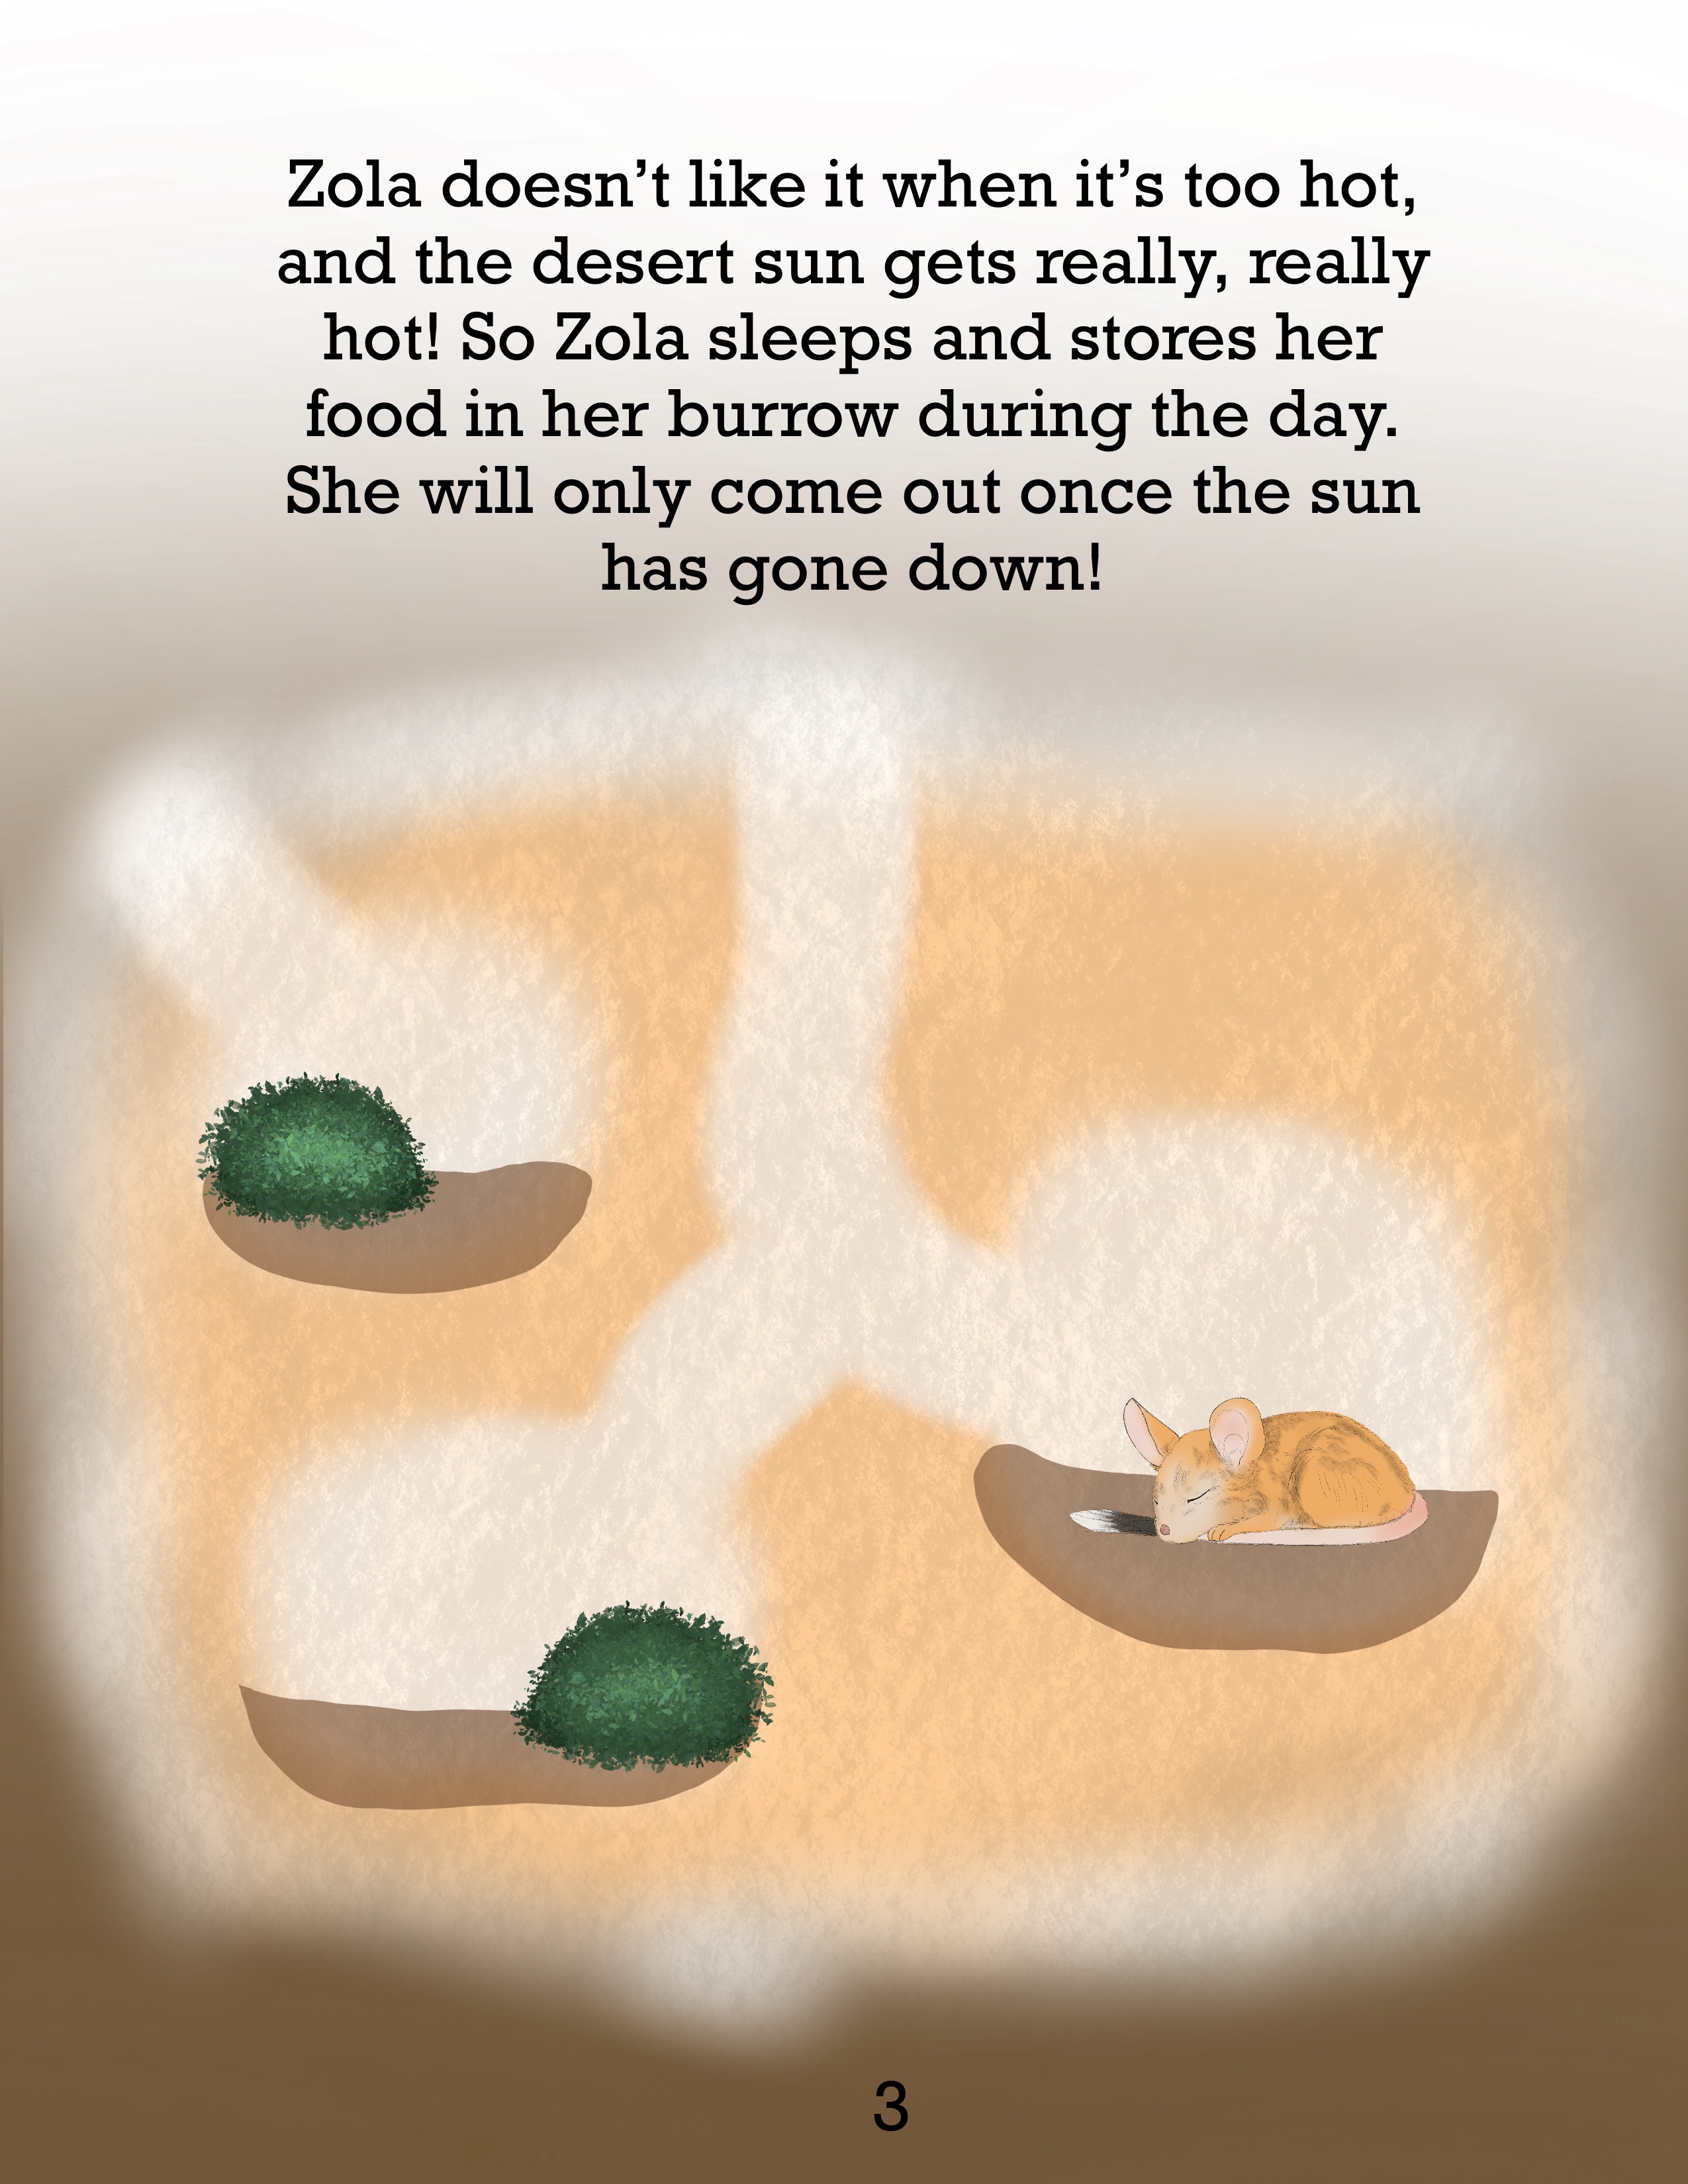 Zola doesn’t like it when it’s too hot,
and the desert sun gets really, really
hot! So Zola sleeps and stores her
food in her burrow during the day.
She will only come out once the sun
has gone down!
3